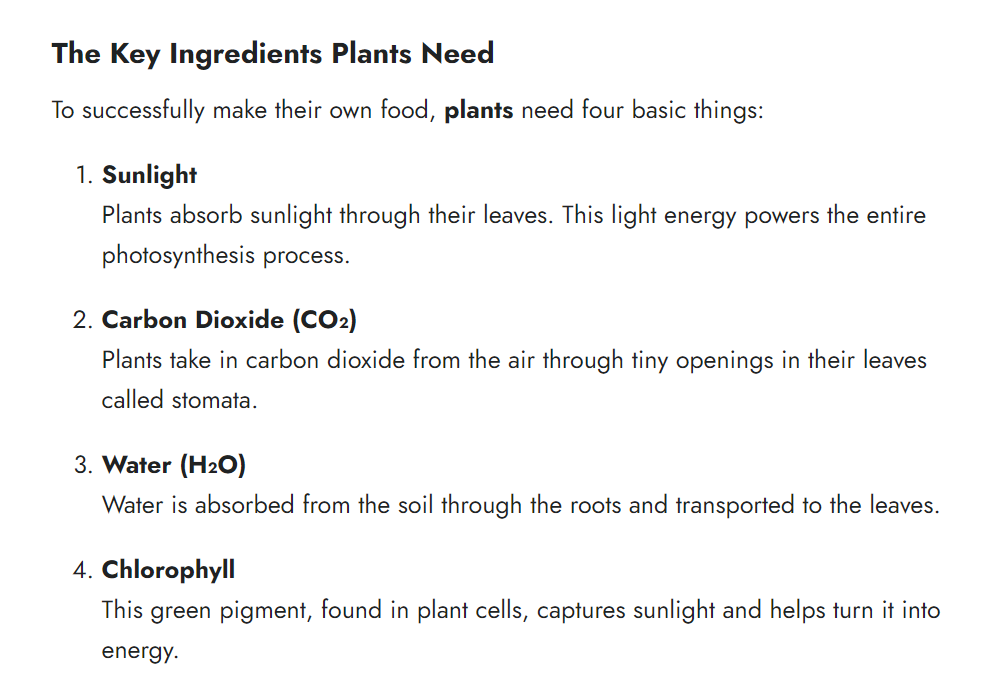 The Key Ingredients Plants Need
To successfully make their own food, plants need four basic things:
1. Sunlight
Plants absorb sunlight through their leaves. This light energy powers the entire
photosynthesis process.
2. Carbon Dioxide (CO₂)
Plants take in carbon dioxide from the air through tiny openings in their leaves
called stomata.
3. Water (H₂O)
Water is absorbed from the soil through the roots and transported to the leaves.
4. Chlorophyll
This green pigment, found in plant cells, captures sunlight and helps turn it into
energy.